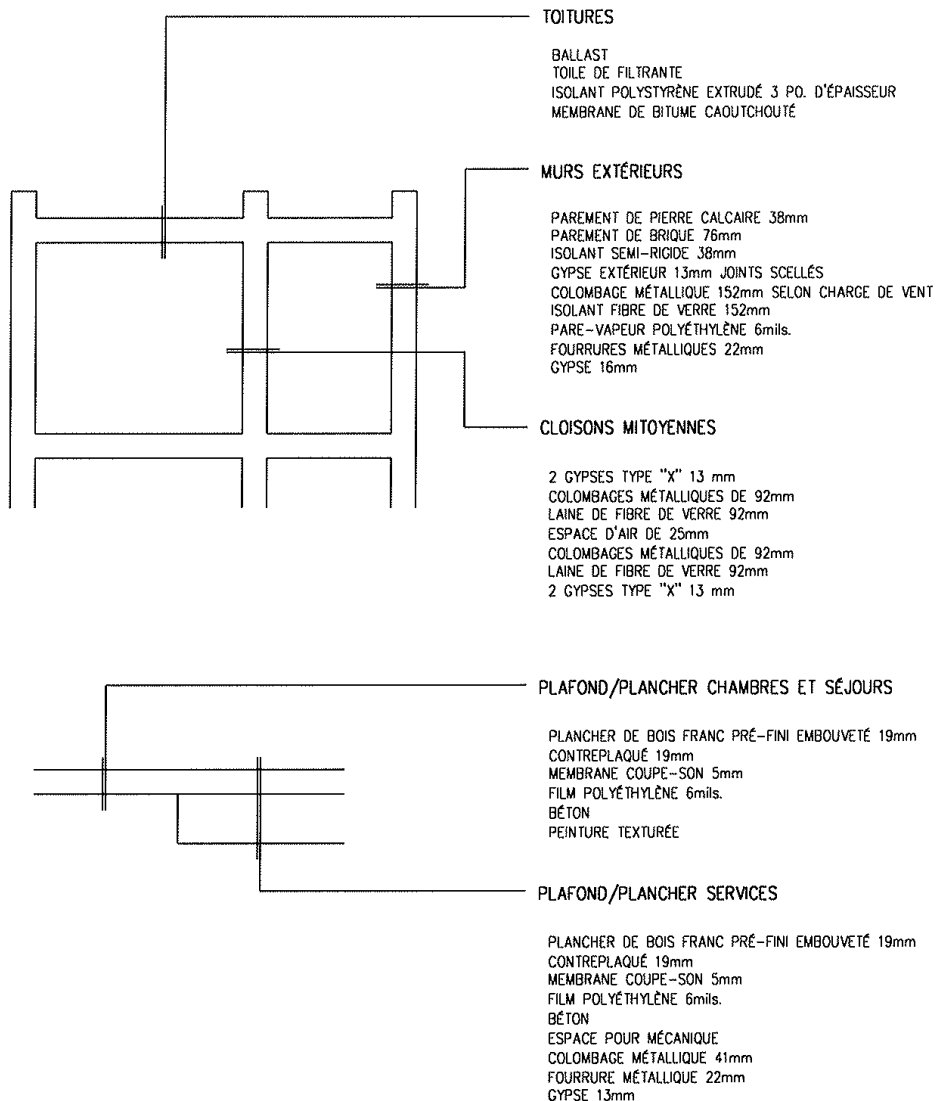 TOITURES
BALLAST
TOILE DE FILTRANTE
ISOLANT POLYSTYRÈNE EXTRUDÉ 3 PO. D'ÉPAISSEUR
MEMBRANE DE BITUME CAOUTCHOUTÉ
MURS EXTÉRIEURS
PAREMENT DE PIERRE CALCAIRE 38mm
PAREMENT DE BRIQUE 76mm
ISOLANT SEMI-RIGIDE 38mm
GYPSE EXTÉRIEUR 13mm JOINTS SCELLÉS
COLOMBAGE MÉTALLIQUE 152mm SELON CHARGE DE VENT
ISOLANT FIBRE DE VERRE 152mm
PARE-VAPEUR POLYÉTHYLÈNE 6mils.
FOURRURES MÉTALLIQUES 22mm
GYPSE 16mm
CLOISONS MITOYENNES
2 GYPSES TYPE "X" 13 mm
COLOMBAGES MÉTALLIQUES DE 92mm
LAINE DE FIBRE DE VERRE 92mm
ESPACE D'AIR DE 25mm
COLOMBAGES MÉTALLIQUES DE 92mm
LAINE DE FIBRE DE VERRE 92mm
2 GYPSES TYPE "X" 13 mm
PLAFOND/PLANCHER CHAMBRES ET SÉJOURS
PLANCHER DE BOIS FRANC PRÉ-FINI EMBOUVETÉ 19mm
CONTREPLAQUÉ 19mm
MEMBRANE COUPE-SON 5mm
FILM POLYÉTHYLÈNE 6mils.
BÉTON
PEINTURE TEXTURÉE
PLAFOND/PLANCHER SERVICES
PLANCHER DE BOIS FRANC PRÉ-FINI EMBOUVETÉ 19mm
CONTREPLAQUÉ 19mm
MEMBRANE COUPE-SON 5mm
FILM POLYÉTHYLÈNE 6mils.
BÉTON
ESPACE POUR MÉCANIQUE
COLOMBAGE MÉTALLIQUE 41mm
FOURRURE MÉTALLIQUE 22mm
GYPSE 13mm